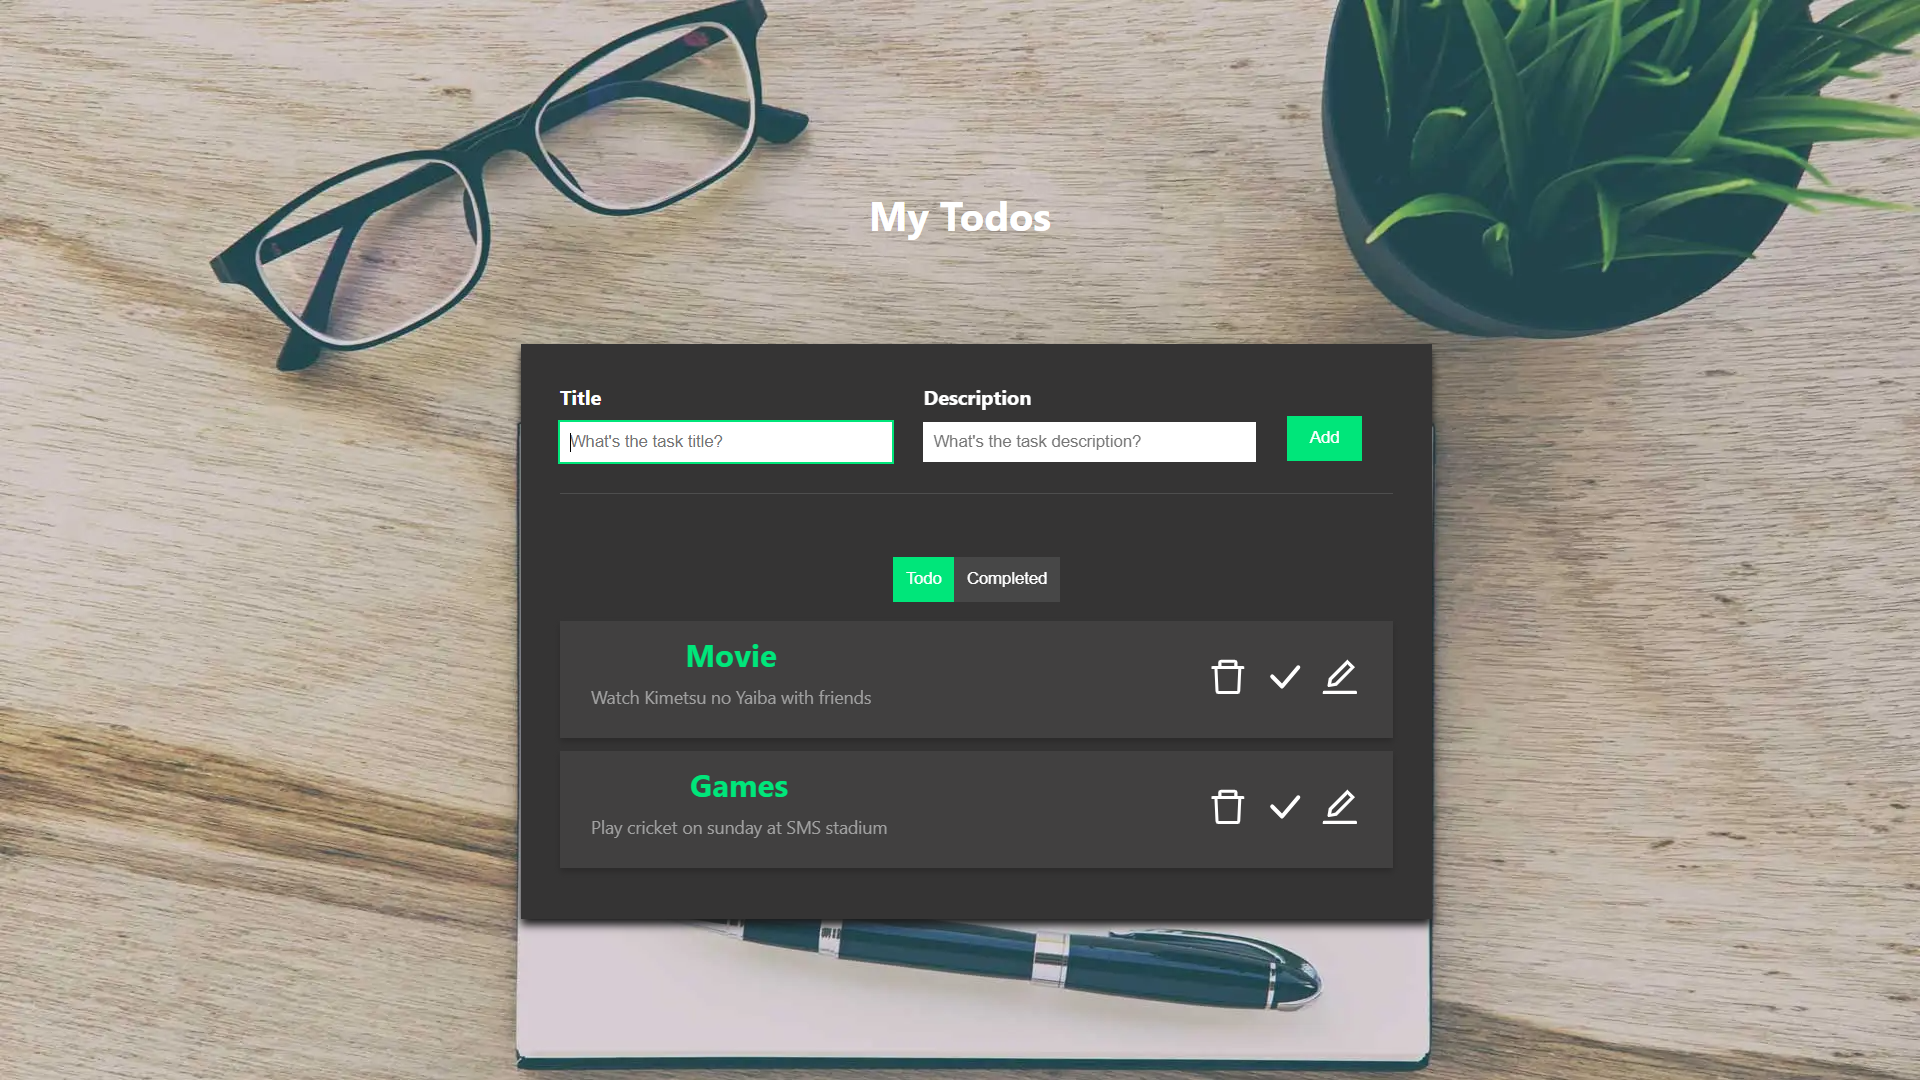 My Todos
Title
Description
What's the task title?
What's the task description?
Add
Todo
Completed
Movie
Watch Kimetsu no Yaiba with friends
Games
Play cricket on sunday at SMS stadium